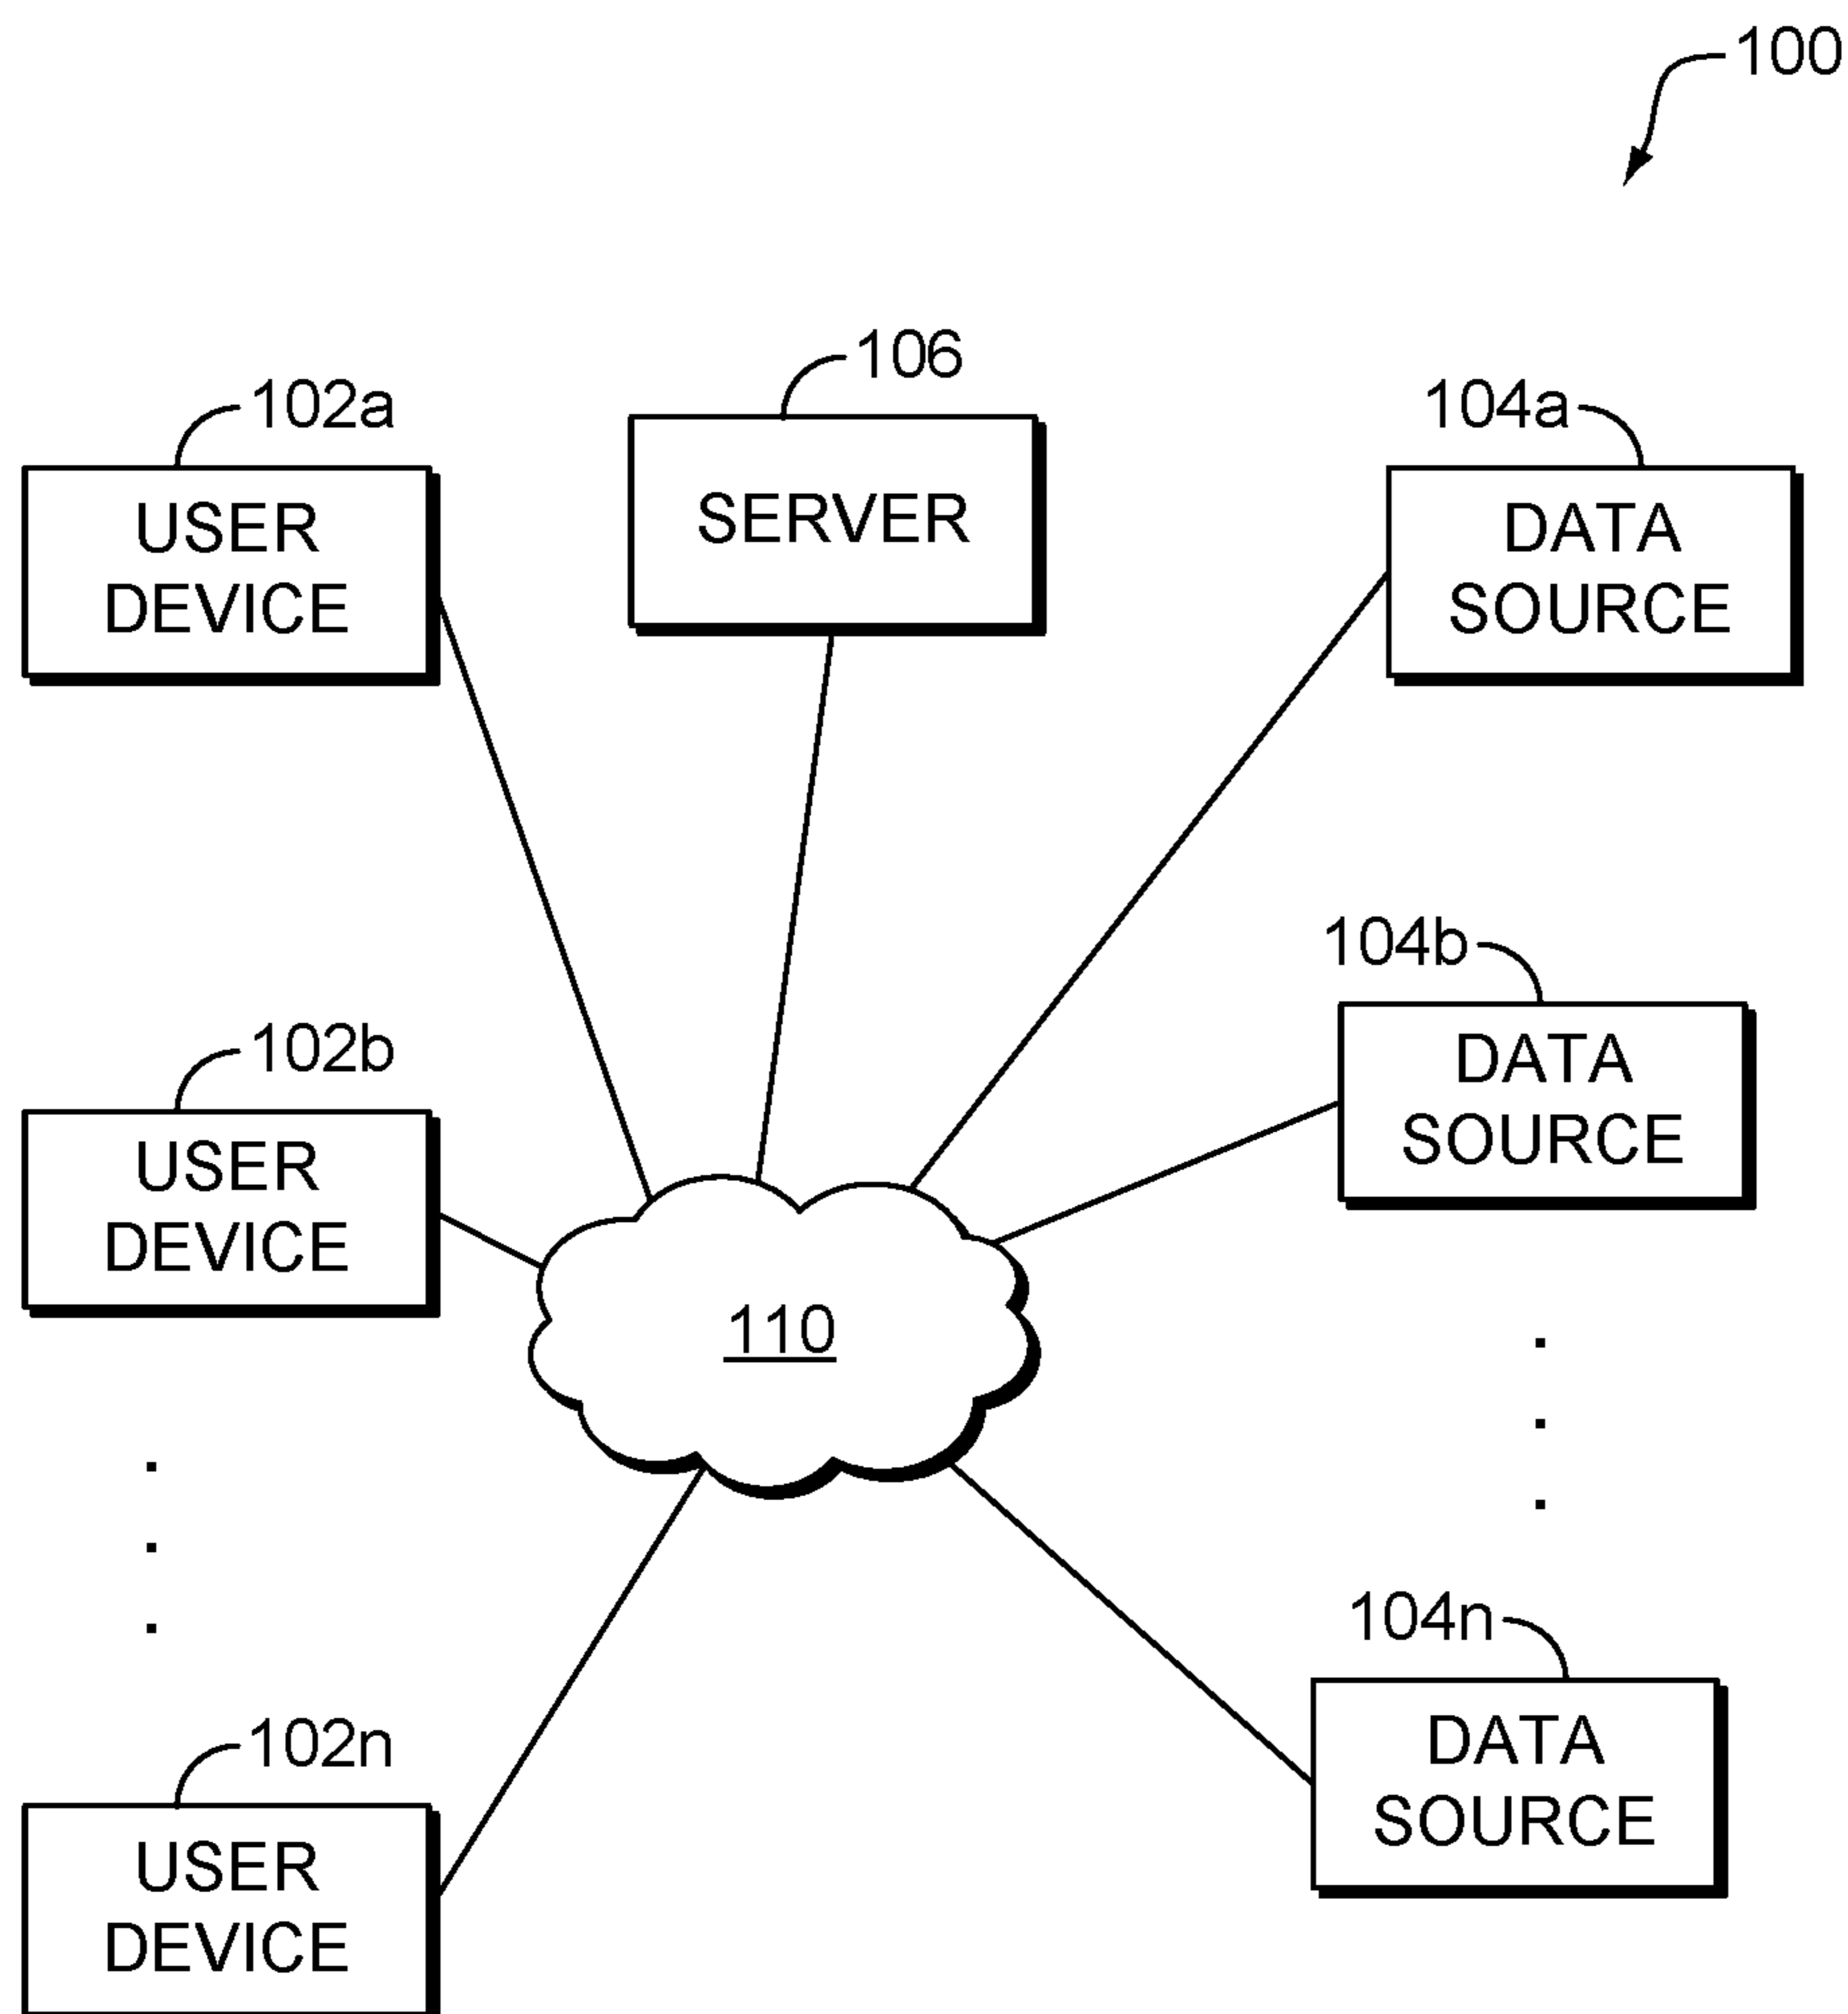 100
106
102a
104a
USER
DEVICE
SERVER
DATA
SOURCE
104b
102b
DATA
SOURCE
USER
DEVICE
110
104n
102n
DATA
SOURCE
USER
DEVICE